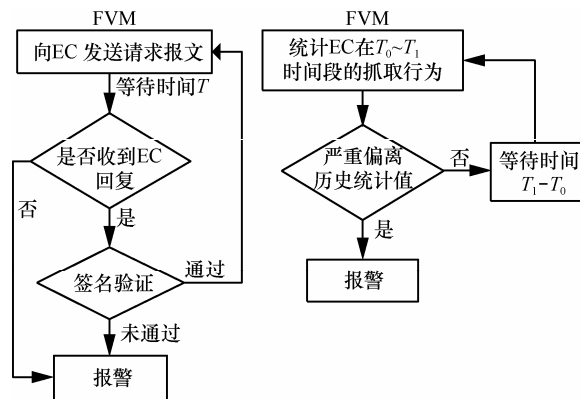 FVM
向EC 发送请求报文
等待时间T
是否收到EC
回复
否
是
签名验证
通过
未通过
报警
FVM
统计EC在T₀~T₁
时间段的抓取行为
严重偏离
历史统计值
否
等待时间
T₁−T₀
是
报警